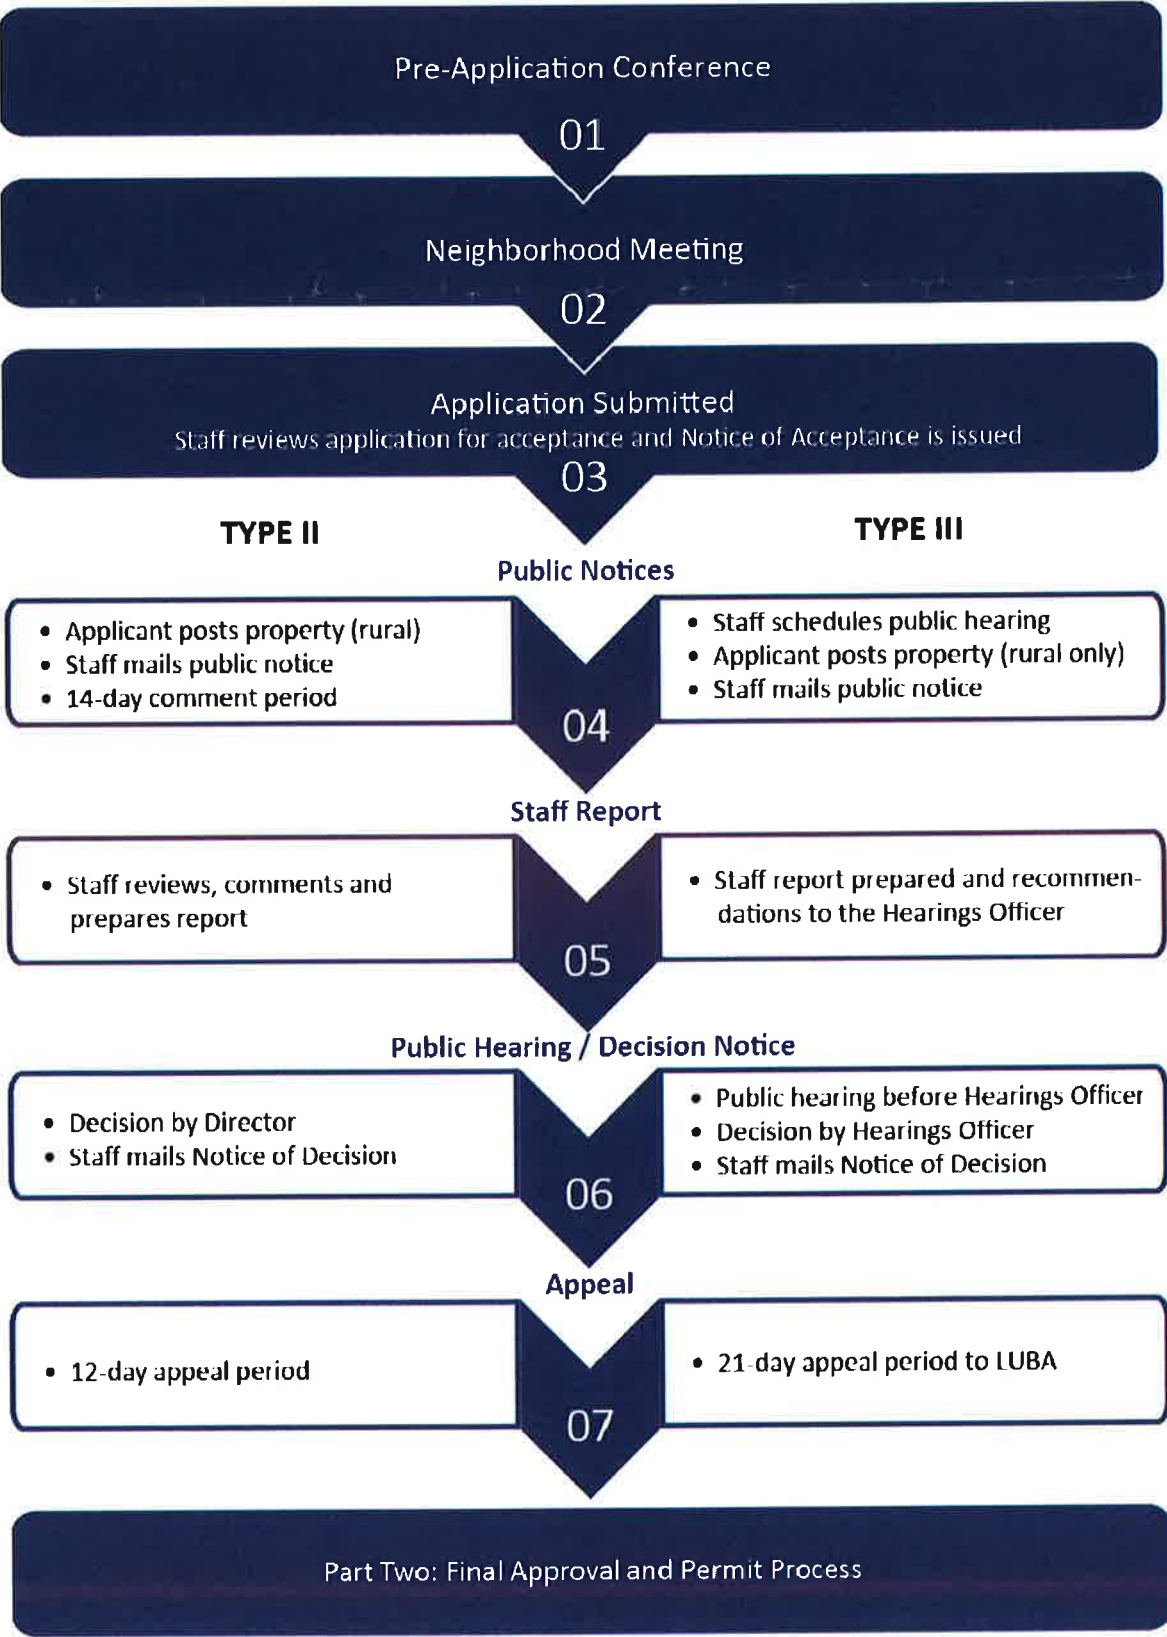 Pre-Application Conference
01
Neighborhood Meeting
02
Application Submitted
Staff reviews application for acceptance and Notice of Acceptance is issued
03
TYPE II
TYPE III
Public Notices
• Applicant posts property (rural)
• Staff mails public notice
• 14-day comment period
• Staff schedules public hearing
• Applicant posts property (rural only)
• Staff mails public notice
04
Staff Report
• Staff reviews, comments and
prepares report
• Staff report prepared and recommen-
dations to the Hearings Officer
05
Public Hearing / Decision Notice
• Decision by Director
• Staff mails Notice of Decision
• Public hearing before Hearings Officer
• Decision by Hearings Officer
• Staff mails Notice of Decision
06
Appeal
• 12-day appeal period
• 21-day appeal period to LUBA
07
Part Two: Final Approval and Permit Process